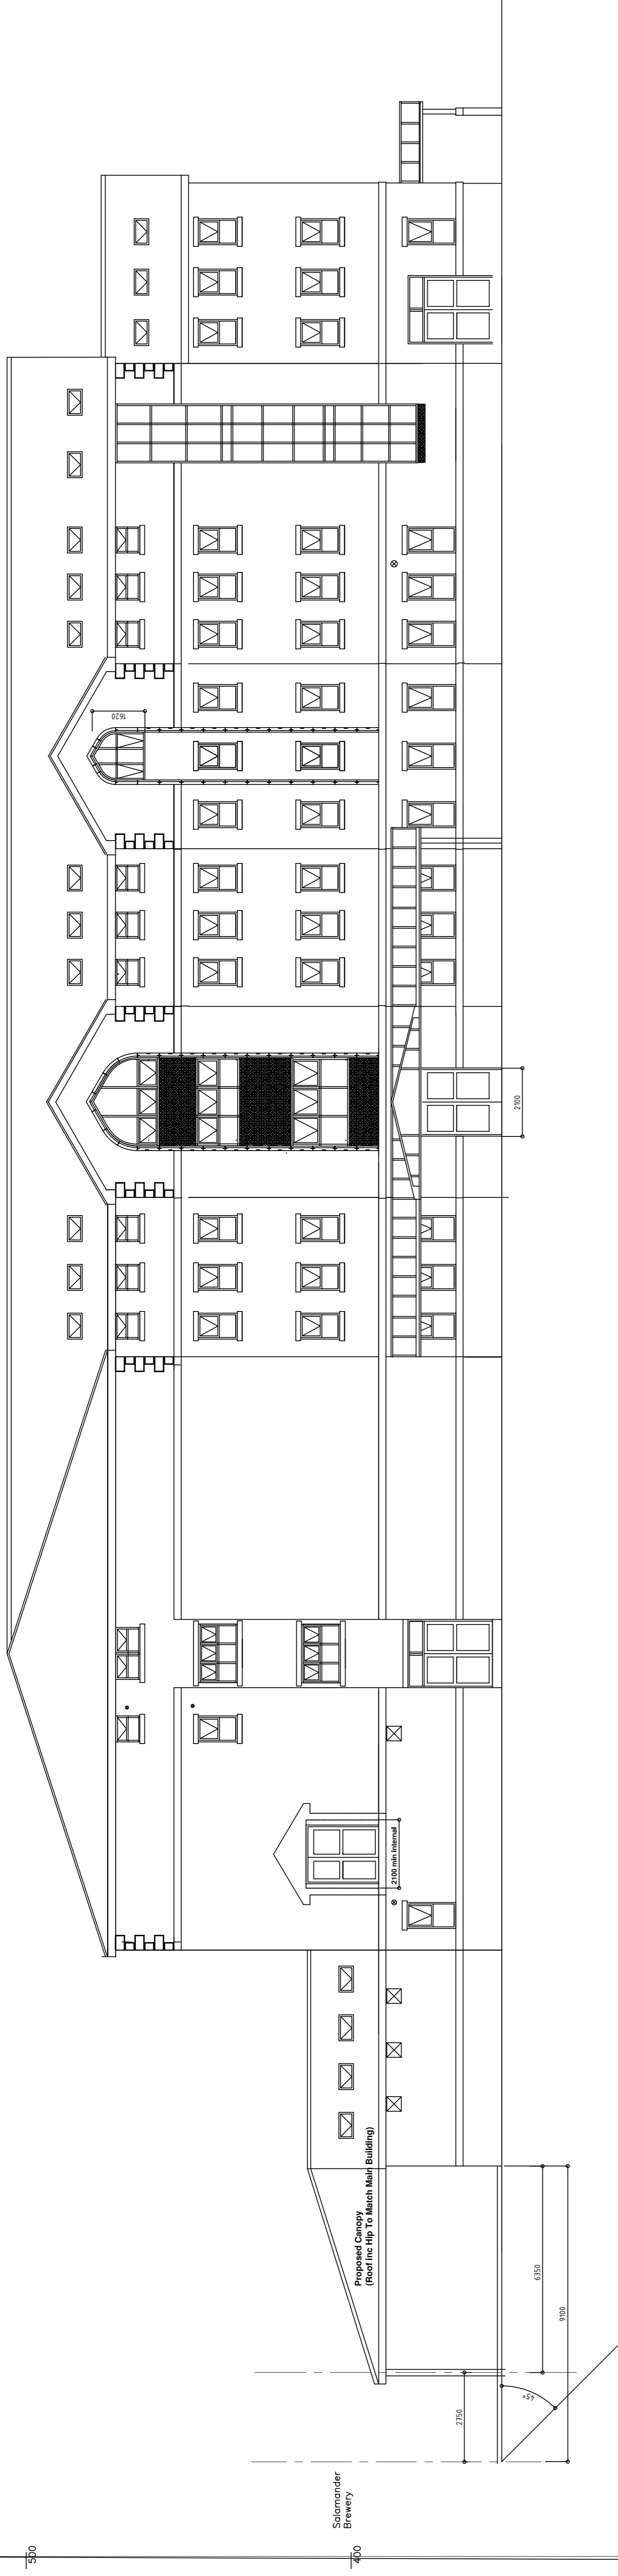 1620
2100
2100 min internal
Proposed Canopy
(Roof inc Hip To Match Main Building)
6350
9100
2750
45°
Salamander
Brewery
500
400